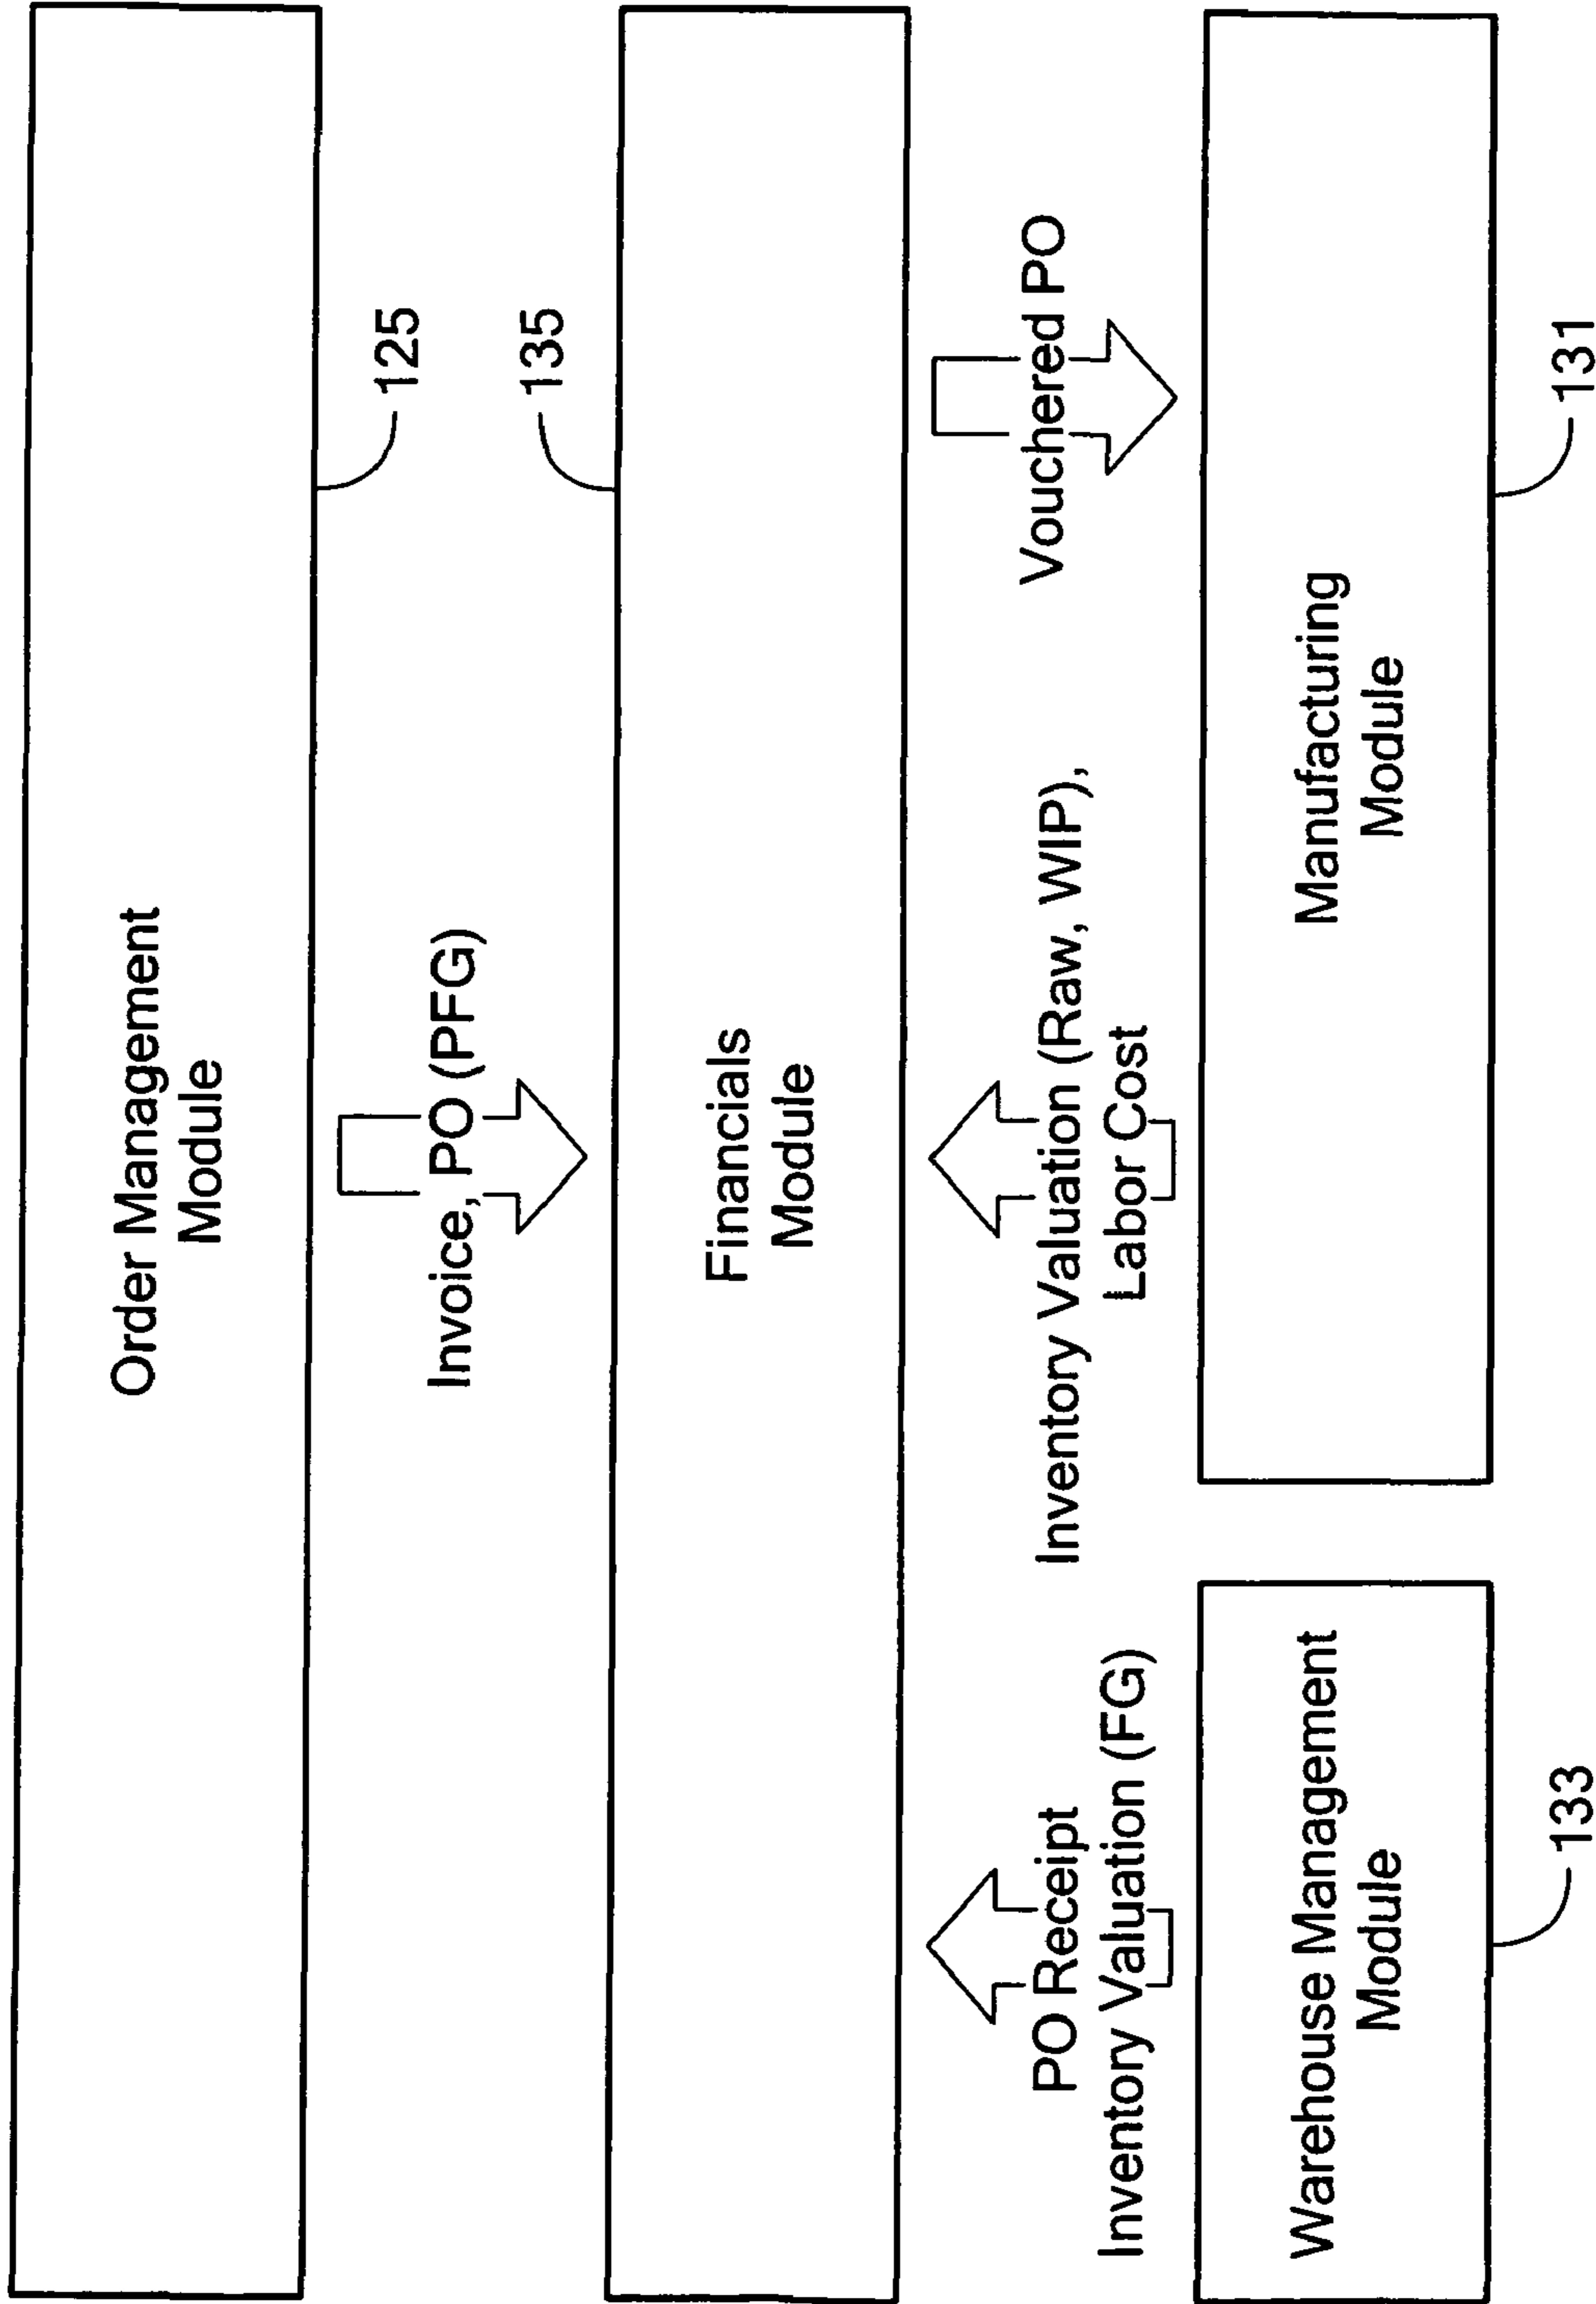 Order Management
Module
125
Invoice, PO (PFG)
135
Financials
Module
PO Receipt
Inventory Valuation (FG)
Inventory Valuation (Raw, WIP),
Labor Cost
Vouchered PO
Warehouse Management
Module
133
Manufacturing
Module
131